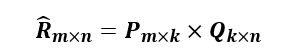 R̂ₘ×ₙ = Pₘ×ₖ × Qₖ×ₙ